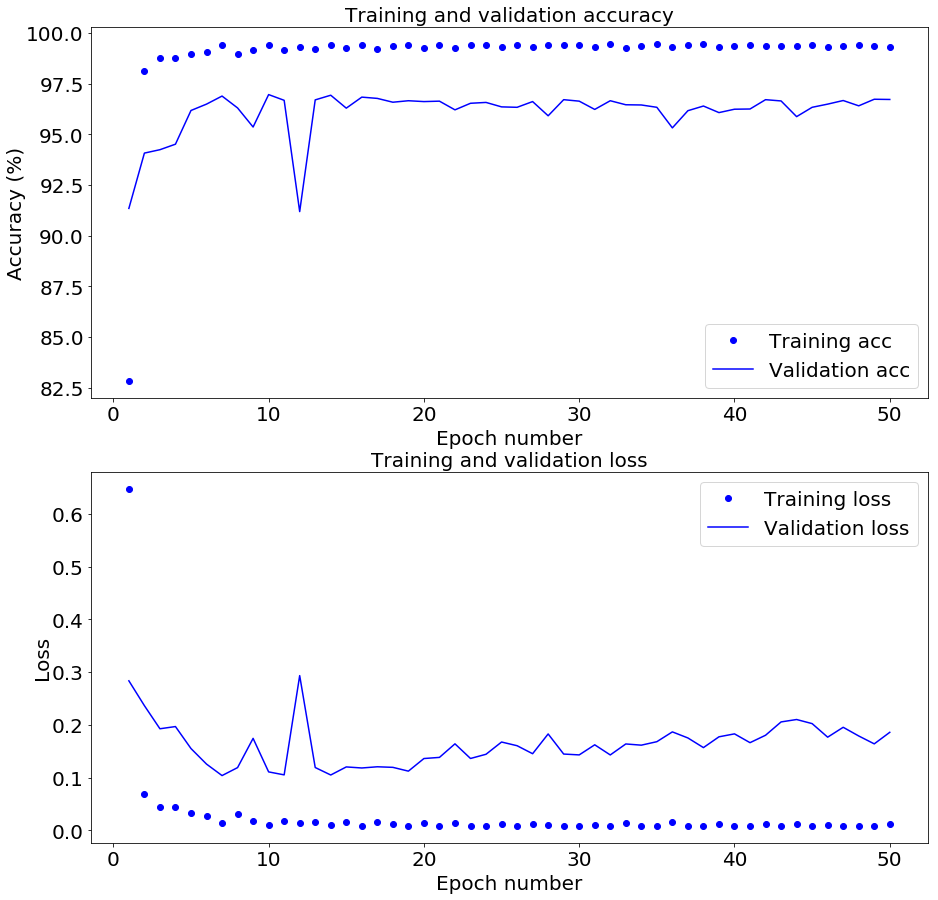 Training and validation accuracy
100.0
97.5
95.0
92.5
90.0
87.5
85.0
82.5
Accuracy (%)
Training acc
Validation acc
0 10 20 30 40 50
Epoch number
Training and validation loss
0.6
0.5
0.4
0.3
0.2
0.1
0.0
Loss
Training loss
Validation loss
0 10 20 30 40 50
Epoch number